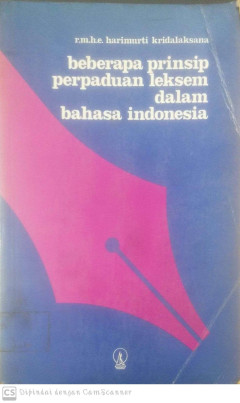 r.m.h.e. harimurti kridalaksana
beberapa prinsip
perpaduan leksem
dalam
bahasa indonesia
CS Dipindai dengan CamScanner